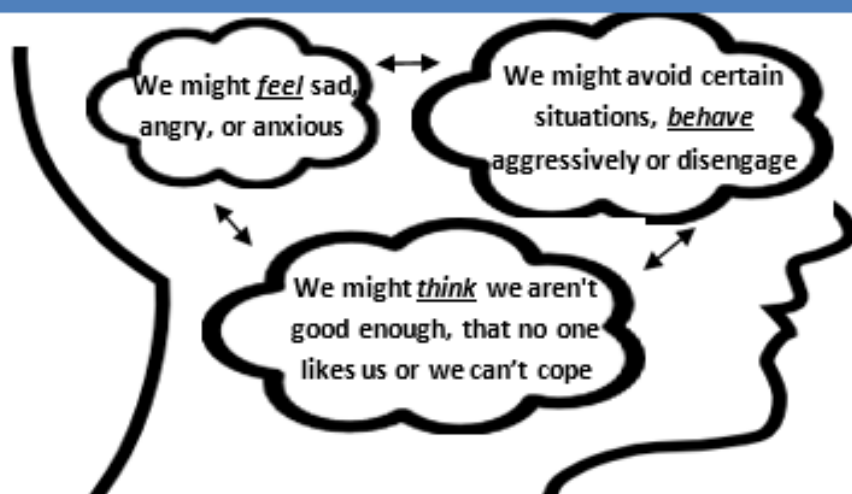 We might feel sad,
angry, or anxious
We might avoid certain
situations, behave
aggressively or disengage
We might think we aren't
good enough, that no one
likes us or we can’t cope